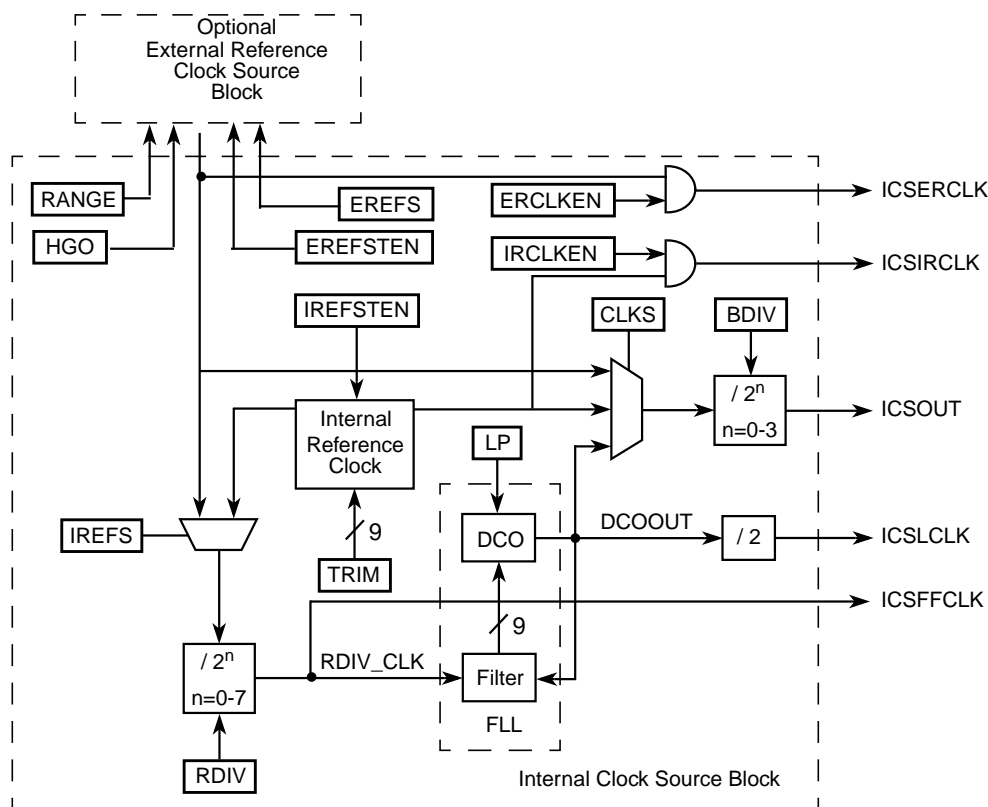 Optional
External Reference
Clock Source
Block
RANGE
HGO
EREFS
EREFSTEN
ERCLKEN
ICSERCLK
IRCLKEN
ICSIRCLK
IREFSTEN
CLKS
BDIV
Internal
Reference
Clock
/ 2n
n=0-3
ICSOUT
LP
IREFS
9
TRIM
DCO
DCOOUT
/ 2
ICSLCLK
ICSFFCLK
9
/ 2n
n=0-7
RDIV_CLK
Filter
FLL
RDIV
Internal Clock Source Block